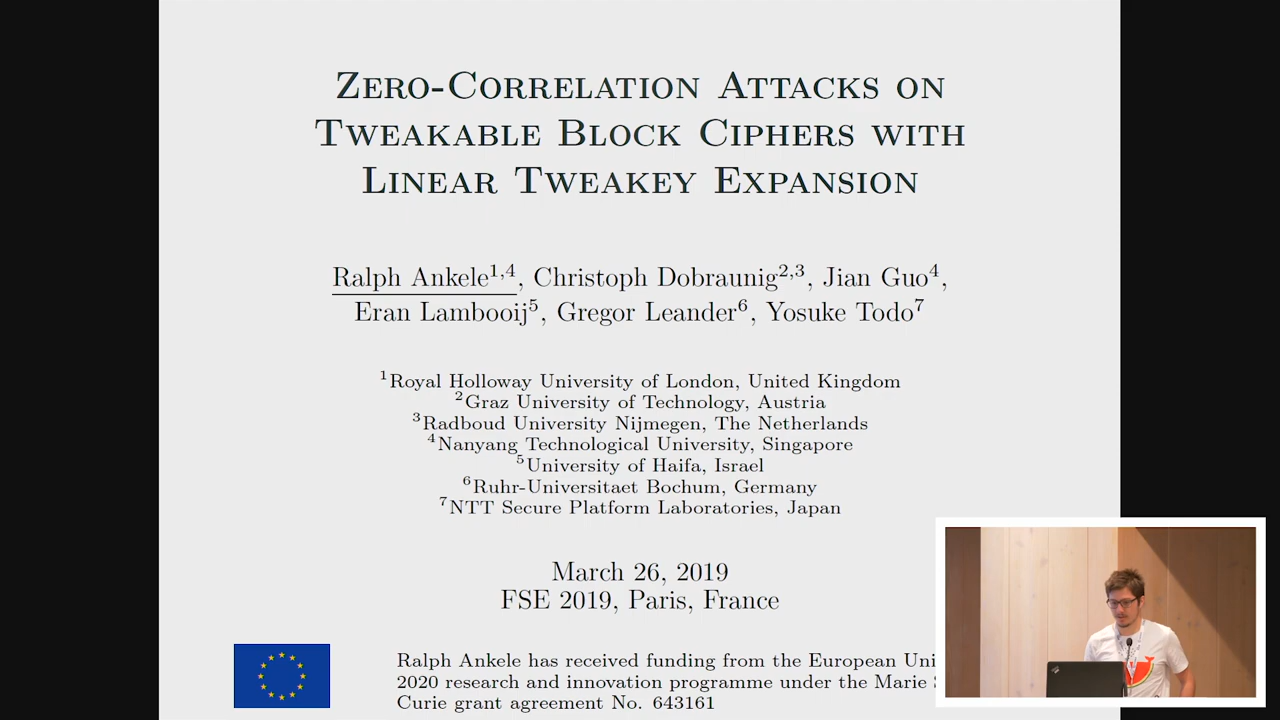 Zero-Correlation Attacks on
Tweakable Block Ciphers with
Linear Tweakey Expansion
Ralph Ankele1,4, Christoph Dobraunig2,3, Jian Guo4,
Eran Lambooij5, Gregor Leander6, Yosuke Todo7
1Royal Holloway University of London, United Kingdom
2Graz University of Technology, Austria
3Radboud University Nijmegen, The Netherlands
4Nanyang Technological University, Singapore
5University of Haifa, Israel
6Ruhr-Universitaet Bochum, Germany
7NTT Secure Platform Laboratories, Japan
March 26, 2019
FSE 2019, Paris, France
Ralph Ankele has received funding from the European Uni
2020 research and innovation programme under the Marie
Curie grant agreement No. 643161